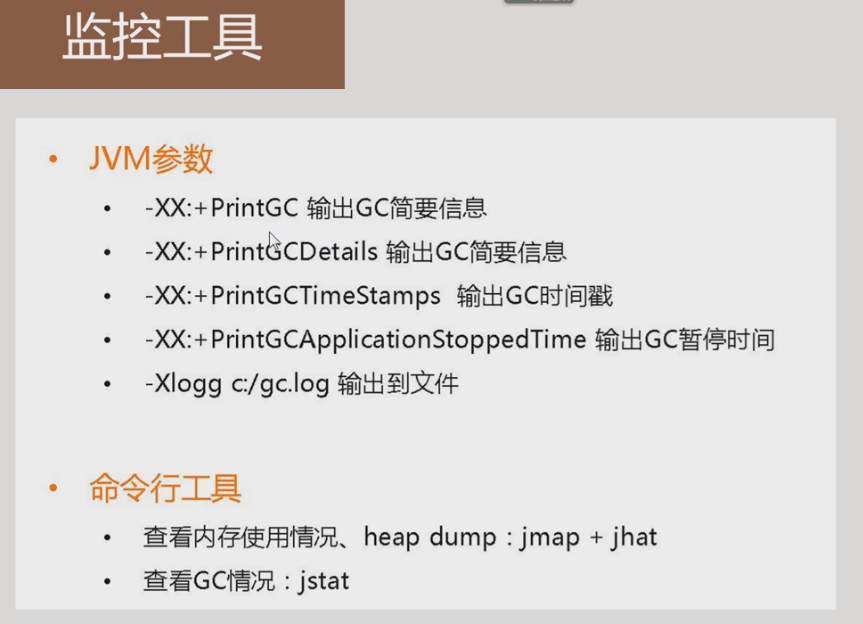 监控工具
• JVM参数
• -XX:+PrintGC 输出GC简要信息
• -XX:+PrintGCDetails 输出GC简要信息
• -XX:+PrintGCTimeStamps 输出GC时间戳
• -XX:+PrintGCApplicationStoppedTime 输出GC暂停时间
• -Xlogg c:/gc.log 输出到文件
• 命令行工具
• 查看内存使用情况、heap dump：jmap + jhat
• 查看GC情况：jstat